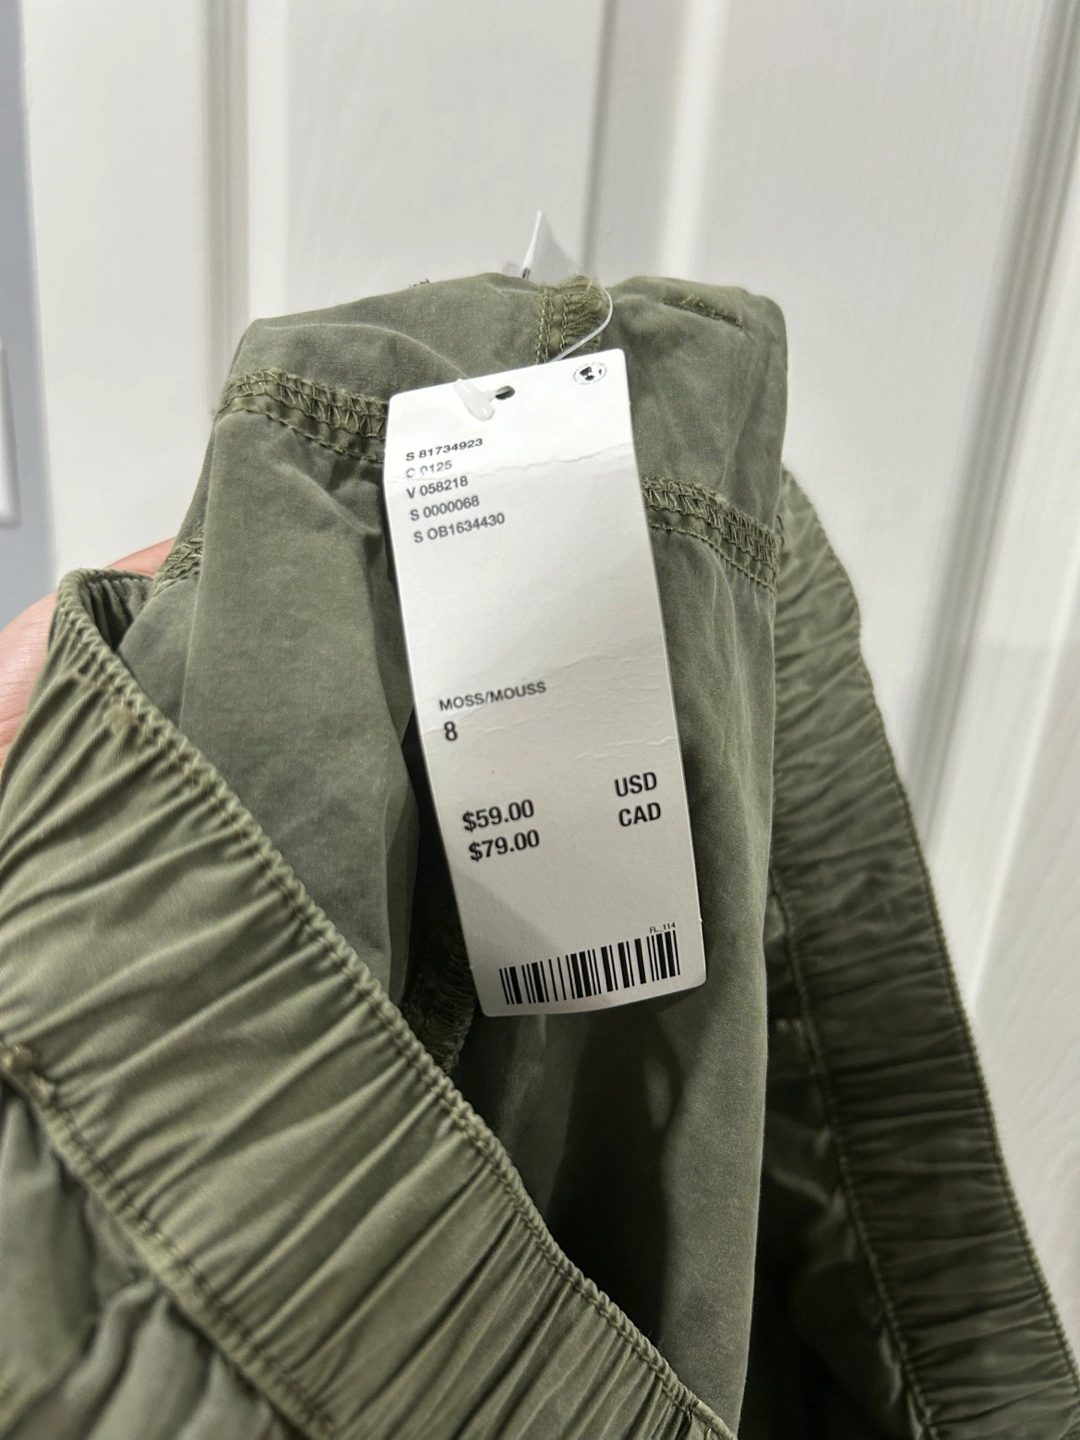 S 81734923
C 0125
V 058218
S 0000068
S OB1634430
MOSS/MOUSS
8
$59.00 USD
$79.00 CAD
FL_114